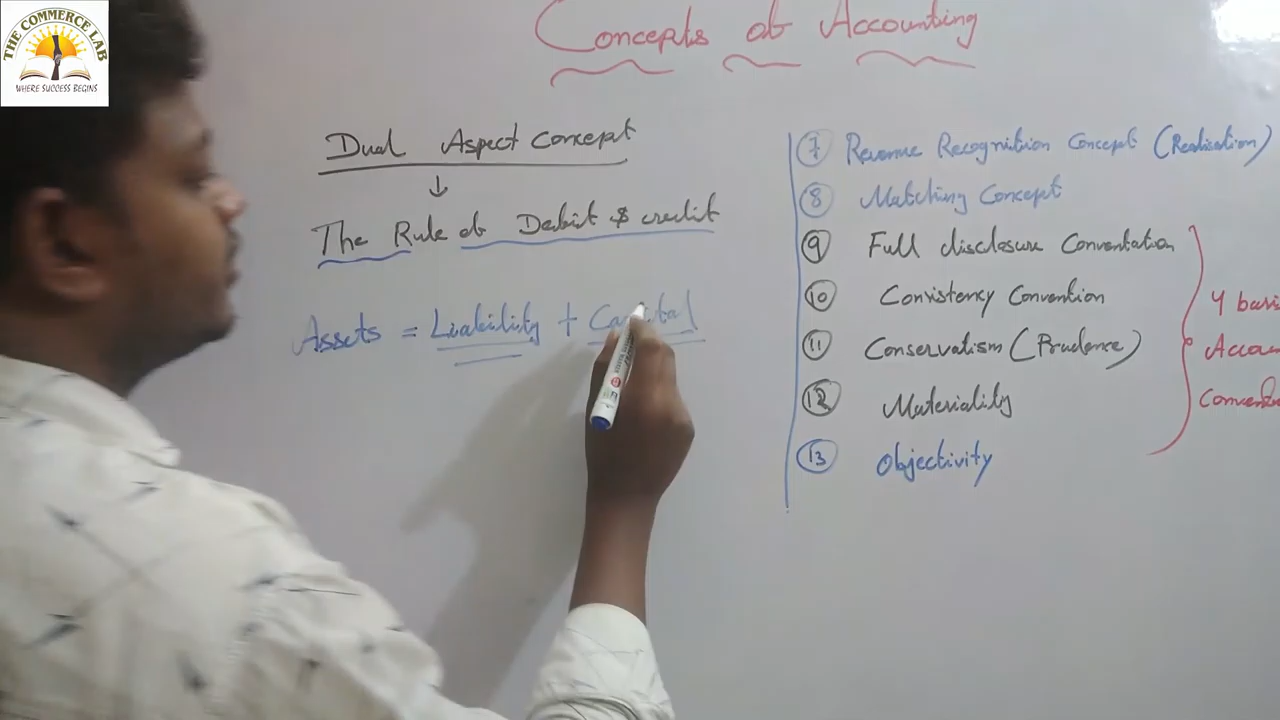 THE COMMERCE LAB
WHERE SUCCESS BEGINS
Concepts of Accounting
Dual Aspect Concept
↓
The Rule of Debit & credit
Assets = Liability + Capital
7 Revenue Recognition Concept (Realisation)
8 Matching Concept
9 Full disclosure Conventation
10 Consistency Convention
11 Conservatism (Prudence)
12 Materiality
13 Objectivity
4 basi
Accou
Conven